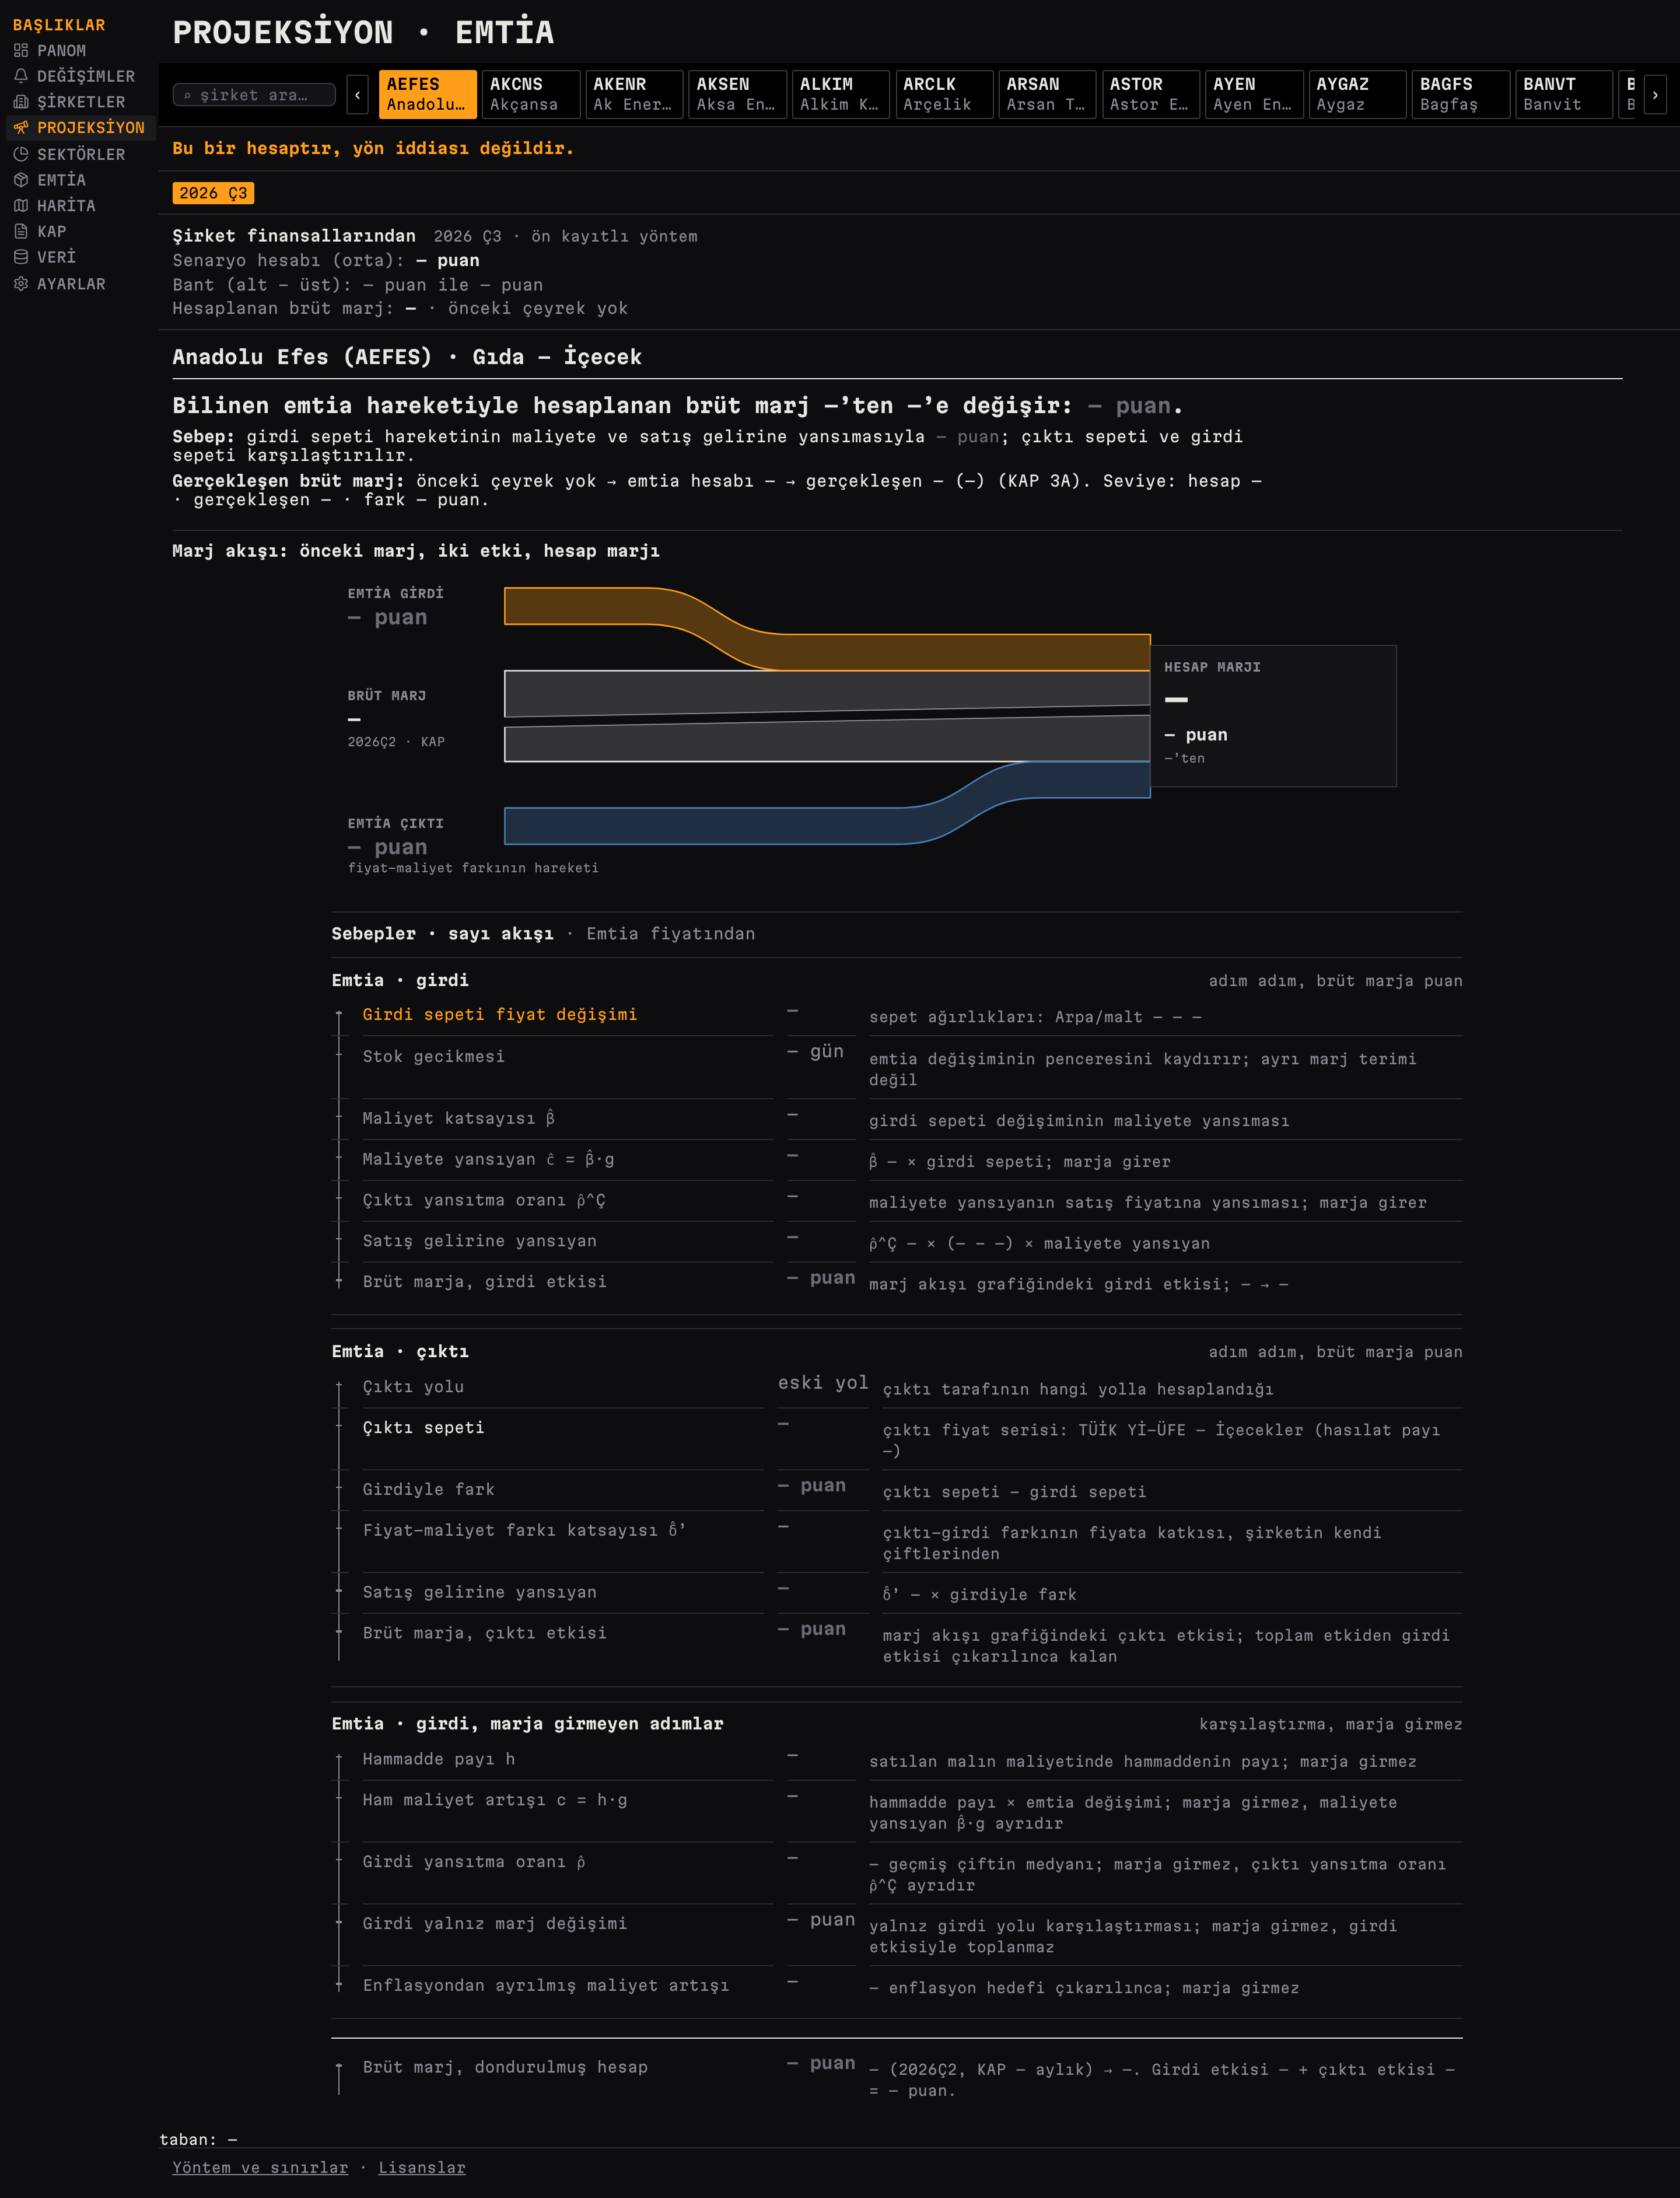 BAŞLIKLAR
PANOM
DEĞİŞİMLER
ŞİRKETLER
PROJEKSİYON
SEKTÖRLER
EMTİA
HARİTA
KAP
VERİ
AYARLAR
PROJEKSİYON · EMTİA
şirket ara…
‹
AEFES
Anadolu…
AKCNS
Akçansa
AKENR
Ak Ener…
AKSEN
Aksa En…
ALKIM
Alkim K…
ARCLK
Arçelik
ARSAN
Arsan T…
ASTOR
Astor E…
AYEN
Ayen En…
AYGAZ
Aygaz
BAGFS
Bagfaş
BANVT
Banvit
›
Bu bir hesaptır, yön iddiası değildir.
2026 Ç3
Şirket finansallarından 2026 Ç3 · ön kayıtlı yöntem
Senaryo hesabı (orta): — puan
Bant (alt – üst): — puan ile — puan
Hesaplanan brüt marj: — · önceki çeyrek yok
Anadolu Efes (AEFES) · Gıda – İçecek
Bilinen emtia hareketiyle hesaplanan brüt marj —’ten —’e değişir: — puan.
Sebep: girdi sepeti hareketinin maliyete ve satış gelirine yansımasıyla — puan; çıktı sepeti ve girdi
sepeti karşılaştırılır.
Gerçekleşen brüt marj: önceki çeyrek yok → emtia hesabı — → gerçekleşen — (—) (KAP 3A). Seviye: hesap —
· gerçekleşen — · fark — puan.
Marj akışı: önceki marj, iki etki, hesap marjı
EMTİA GİRDİ
— puan
BRÜT MARJ
—
2026Ç2 · KAP
EMTİA ÇIKTI
— puan
fiyat–maliyet farkının hareketi
HESAP MARJI
—
— puan
—’ten
Sebepler · sayı akışı · Emtia fiyatından
Emtia · girdi adım adım, brüt marja puan
Girdi sepeti fiyat değişimi — sepet ağırlıkları: Arpa/malt — — —
Stok gecikmesi — gün emtia değişiminin penceresini kaydırır; ayrı marj terimi
değil
Maliyet katsayısı β̂ — girdi sepeti değişiminin maliyete yansıması
Maliyete yansıyan ĉ = β̂·g — β̂ — × girdi sepeti; marja girer
Çıktı yansıtma oranı ρ̂^Ç — maliyete yansıyanın satış fiyatına yansıması; marja girer
Satış gelirine yansıyan — ρ̂^Ç — × (— − —) × maliyete yansıyan
Brüt marja, girdi etkisi — puan marj akışı grafiğindeki girdi etkisi; — → —
Emtia · çıktı adım adım, brüt marja puan
Çıktı yolu eski yol çıktı tarafının hangi yolla hesaplandığı
Çıktı sepeti — çıktı fiyat serisi: TÜİK Yİ-ÜFE — İçecekler (hasılat payı
—)
Girdiyle fark — puan çıktı sepeti − girdi sepeti
Fiyat–maliyet farkı katsayısı δ̂’ — çıktı–girdi farkının fiyata katkısı, şirketin kendi
çiftlerinden
Satış gelirine yansıyan — δ̂’ — × girdiyle fark
Brüt marja, çıktı etkisi — puan marj akışı grafiğindeki çıktı etkisi; toplam etkiden girdi
etkisi çıkarılınca kalan
Emtia · girdi, marja girmeyen adımlar karşılaştırma, marja girmez
Hammadde payı h — satılan malın maliyetinde hammaddenin payı; marja girmez
Ham maliyet artışı c = h·g — hammadde payı × emtia değişimi; marja girmez, maliyete
yansıyan β̂·g ayrıdır
Girdi yansıtma oranı ρ̂ — — geçmiş çiftin medyanı; marja girmez, çıktı yansıtma oranı
ρ̂^Ç ayrıdır
Girdi yalnız marj değişimi — puan yalnız girdi yolu karşılaştırması; marja girmez, girdi
etkisiyle toplanmaz
Enflasyondan ayrılmış maliyet artışı — — enflasyon hedefi çıkarılınca; marja girmez
Brüt marj, dondurulmuş hesap — puan — (2026Ç2, KAP — aylık) → —. Girdi etkisi — + çıktı etkisi —
= — puan.
taban: —
Yöntem ve sınırlar · Lisanslar